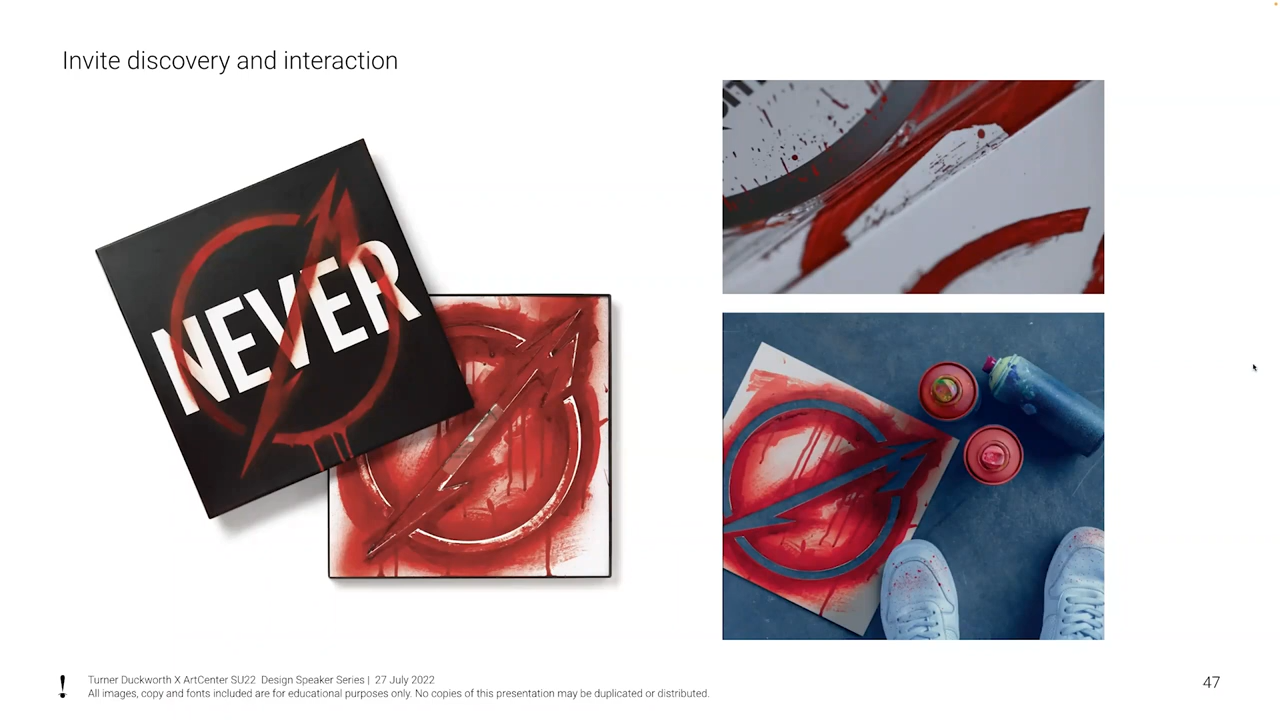 Invite discovery and interaction
NEVER
Turner Duckworth X ArtCenter SU22 Design Speaker Series | 27 July 2022
All images, copy and fonts included are for educational purposes only. No copies of this presentation may be duplicated or distributed.
47